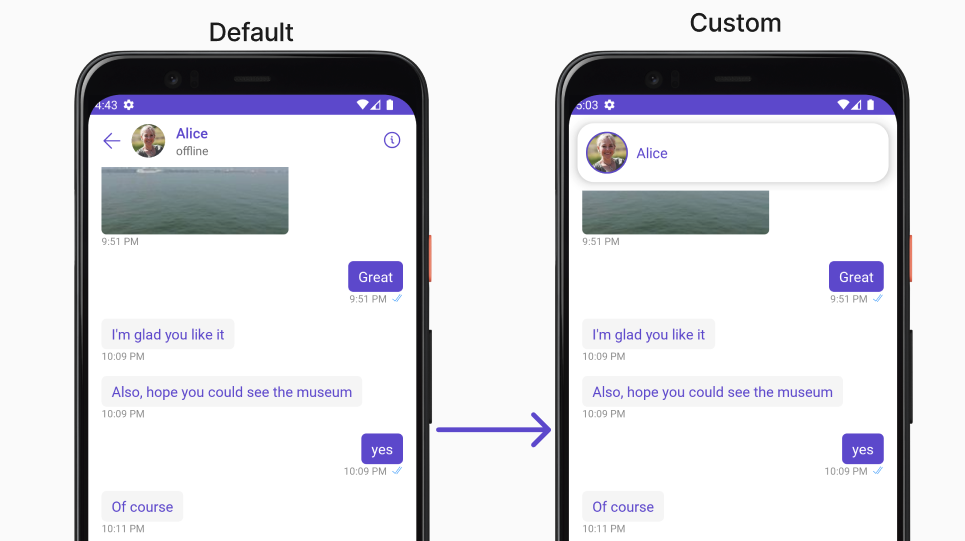 Default
4:43
Alice
offline
9:51 PM
Great
9:51 PM
I'm glad you like it
10:09 PM
Also, hope you could see the museum
10:09 PM
yes
10:09 PM
Of course
10:11 PM
Custom
5:03
Alice
9:51 PM
Great
9:51 PM
I'm glad you like it
10:09 PM
Also, hope you could see the museum
10:09 PM
yes
10:09 PM
Of course
10:11 PM